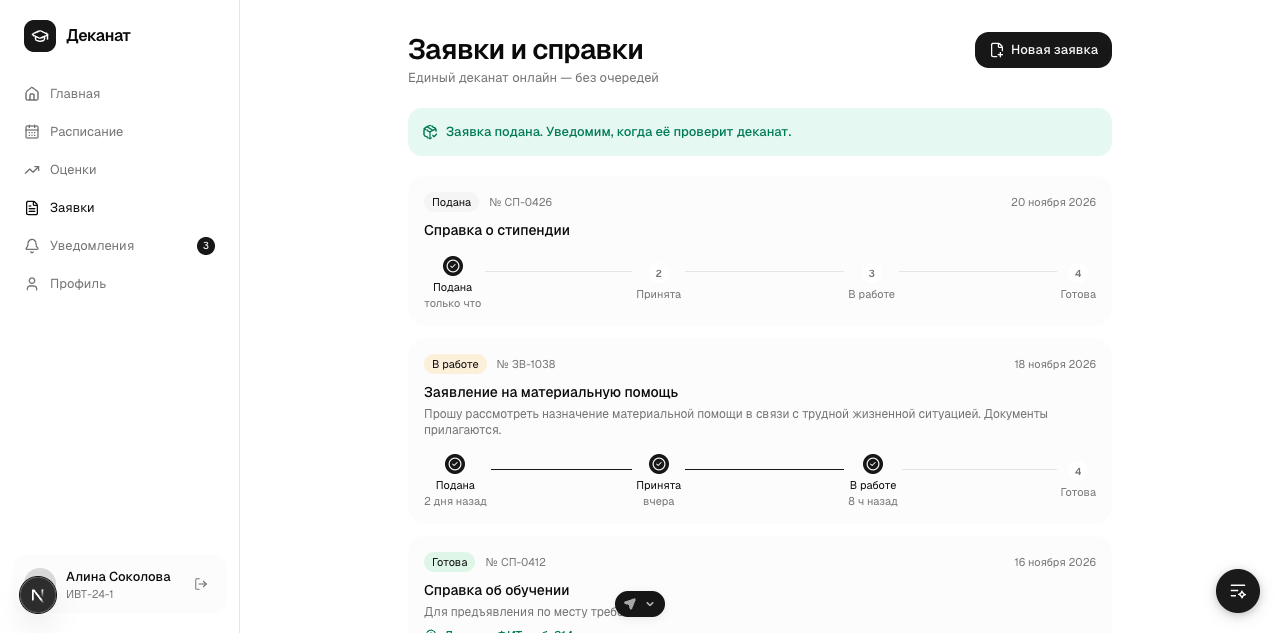 Деканат
Главная
Расписание
Оценки
Заявки
Уведомления 3
Профиль
Алина Соколова
ИВТ-24-1
N
Заявки и справки
Единый деканат онлайн — без очередей
Новая заявка
Заявка подана. Уведомим, когда её проверит деканат.
Подана № СП-0426 20 ноября 2026
Справка о стипендии
2 3 4
Подана Принята В работе Готова
только что
В работе № ЗВ-1038 18 ноября 2026
Заявление на материальную помощь
Прошу рассмотреть назначение материальной помощи в связи с трудной жизненной ситуацией. Документы
прилагаются.
4
Подана Принята В работе Готова
2 дня назад вчера 8 ч назад
Готова № СП-0412 16 ноября 2026
Справка об обучении
Для предъявления по месту